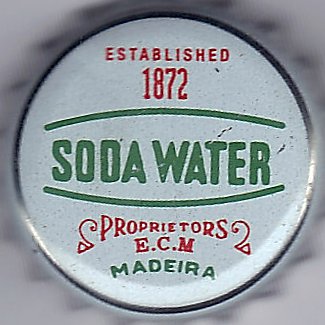 ESTABLISHED
1872
SODA WATER
PROPRIETORS
E.C.M
MADEIRA